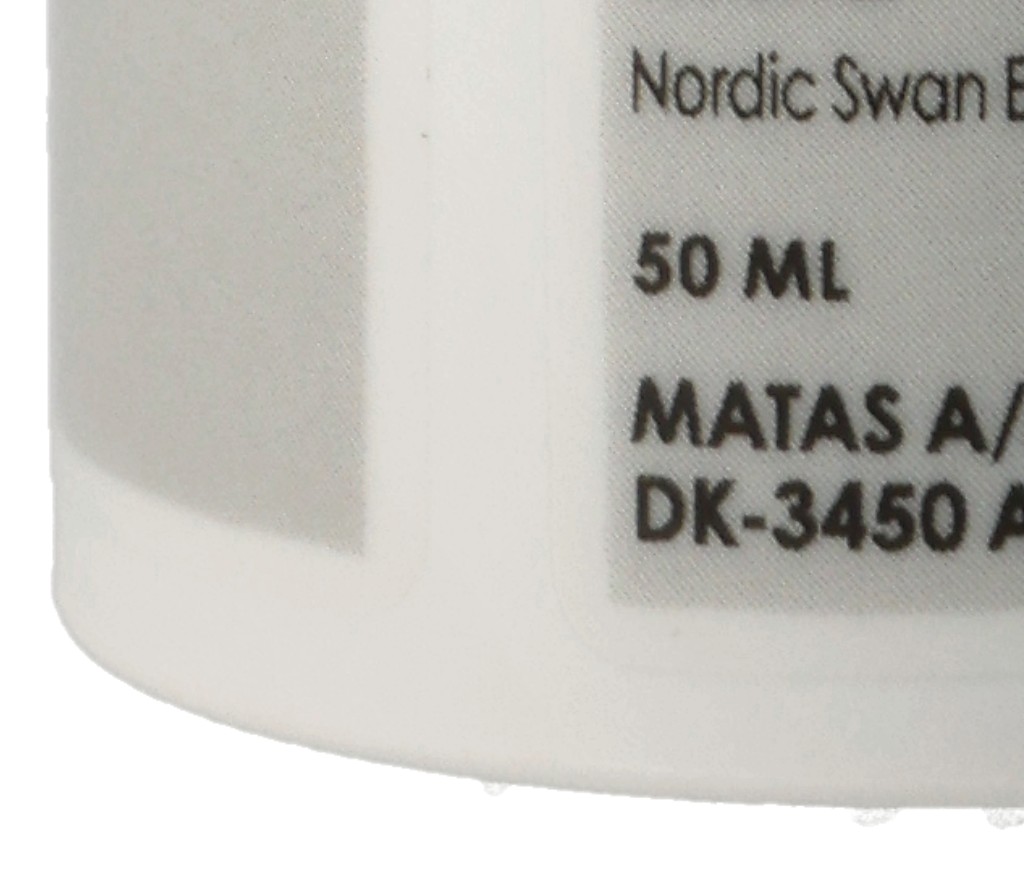 Nordic Swan E
50 ML
MATAS A/
DK-3450 A